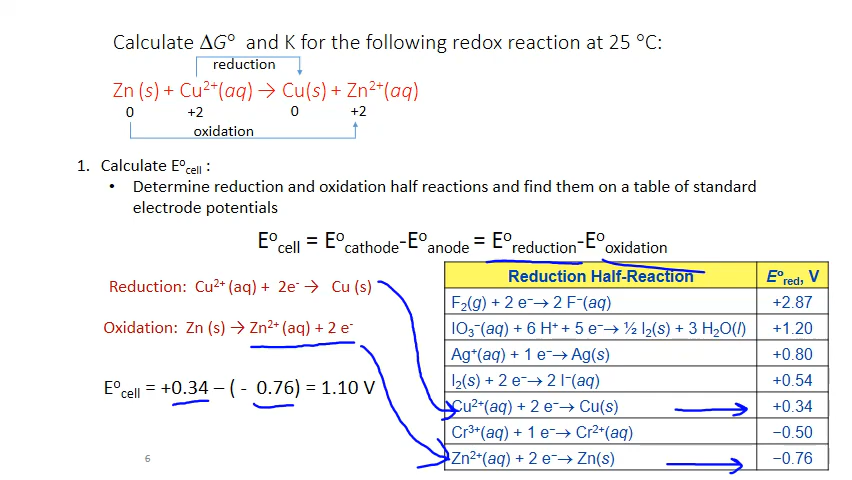 Calculate ΔG° and K for the following redox reaction at 25 °C:
reduction
Zn (s) + Cu²⁺(aq) → Cu(s) + Zn²⁺(aq)
0 +2 0 +2
oxidation
1. Calculate E°cell :
• Determine reduction and oxidation half reactions and find them on a table of standard
electrode potentials
E°cell = E°cathode-E°anode = E°reduction-E°oxidation
Reduction: Cu²⁺ (aq) + 2e⁻ → Cu (s)
Oxidation: Zn (s) → Zn²⁺ (aq) + 2 e⁻
E°cell = +0.34 – ( - 0.76) = 1.10 V
Reduction Half-Reaction E°red, V
F₂(g) + 2 e⁻→ 2 F⁻(aq) +2.87
IO₃⁻(aq) + 6 H⁺ + 5 e⁻→ ½ I₂(s) + 3 H₂O(l) +1.20
Ag⁺(aq) + 1 e⁻→ Ag(s) +0.80
I₂(s) + 2 e⁻→ 2 I⁻(aq) +0.54
Cu²⁺(aq) + 2 e⁻→ Cu(s) +0.34
Cr³⁺(aq) + 1 e⁻→ Cr²⁺(aq) −0.50
Zn²⁺(aq) + 2 e⁻→ Zn(s) −0.76
6